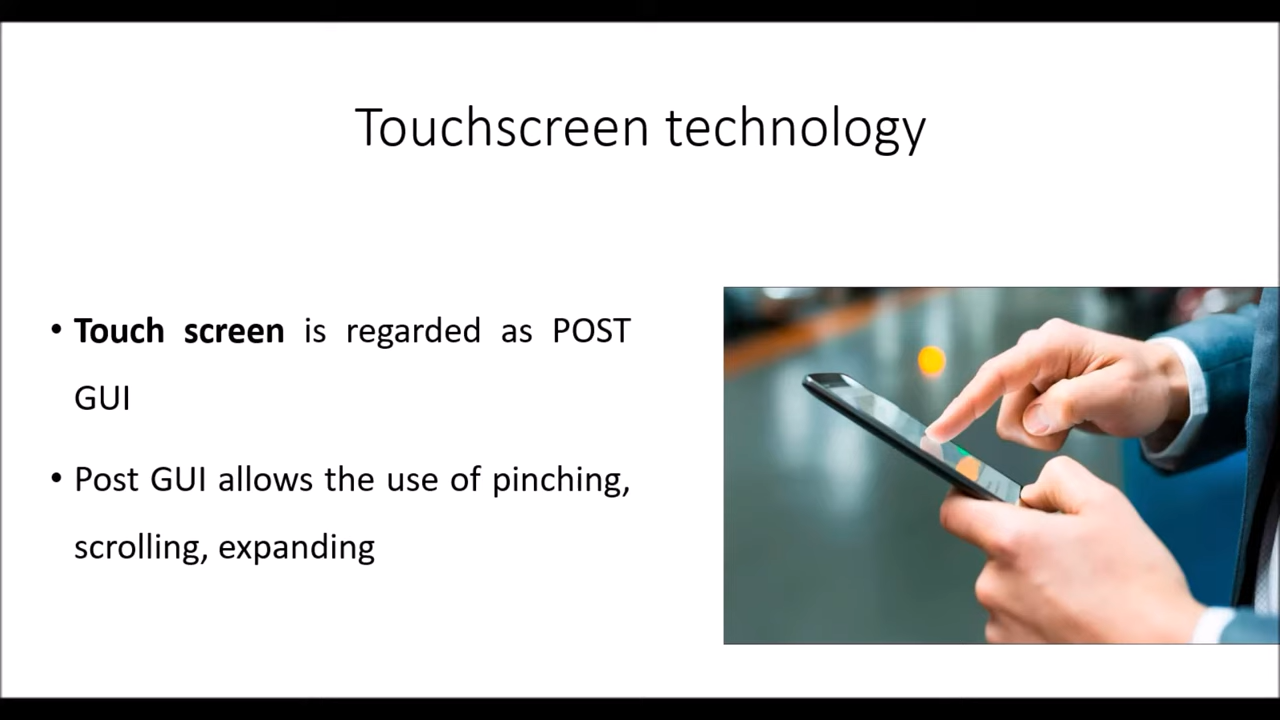 Touchscreen technology
• Touch screen is regarded as POST
GUI
• Post GUI allows the use of pinching,
scrolling, expanding